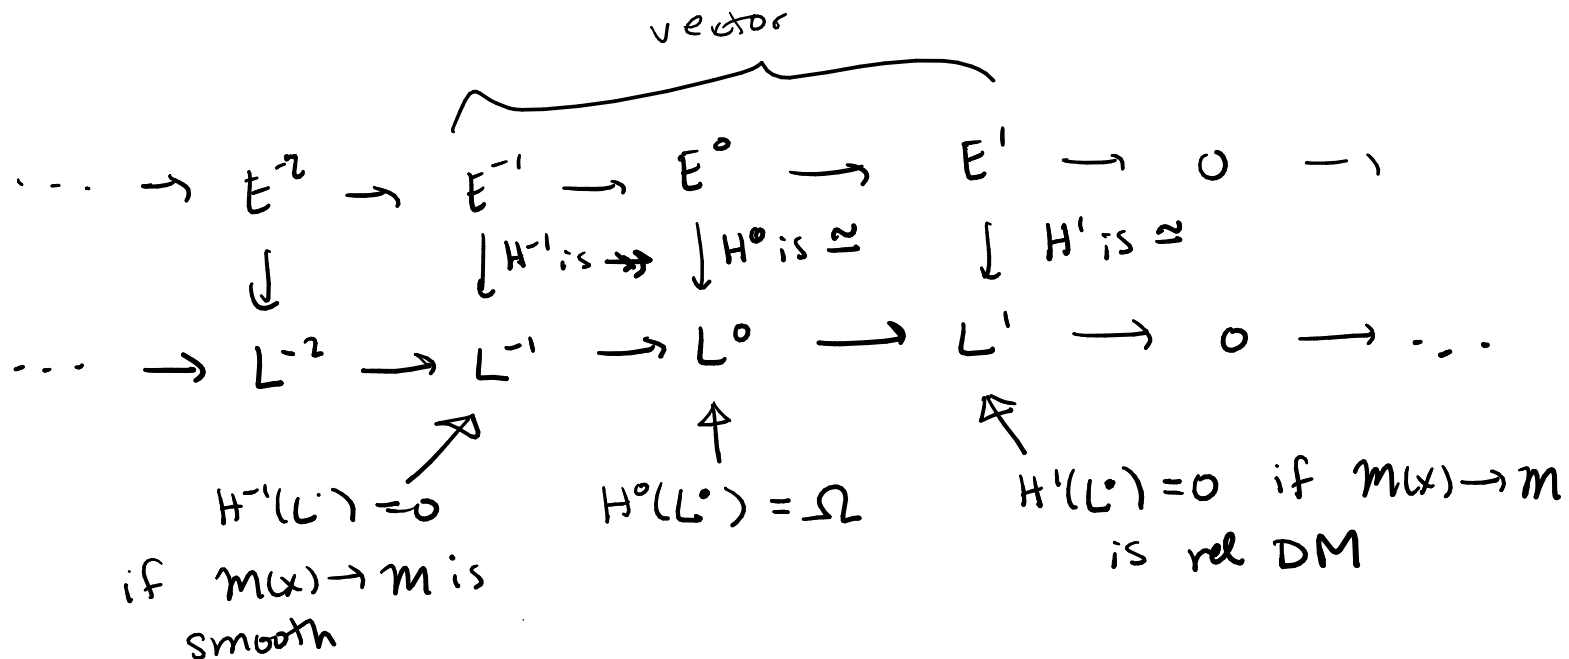 vector
... → E⁻² → E⁻¹ → E⁰ → E¹ → 0 →
↓ ↓ H⁻¹ is ↠ ↓ H⁰ is ≃ ↓ H¹ is ≃
... → L⁻² → L⁻¹ → L⁰ → L¹ → 0 → ...
H⁻¹(L˙) = 0
if m(x) → m is
smooth
H⁰(L˙) = Ω
H¹(L˙) = 0 if m(x) → m
is rel DM